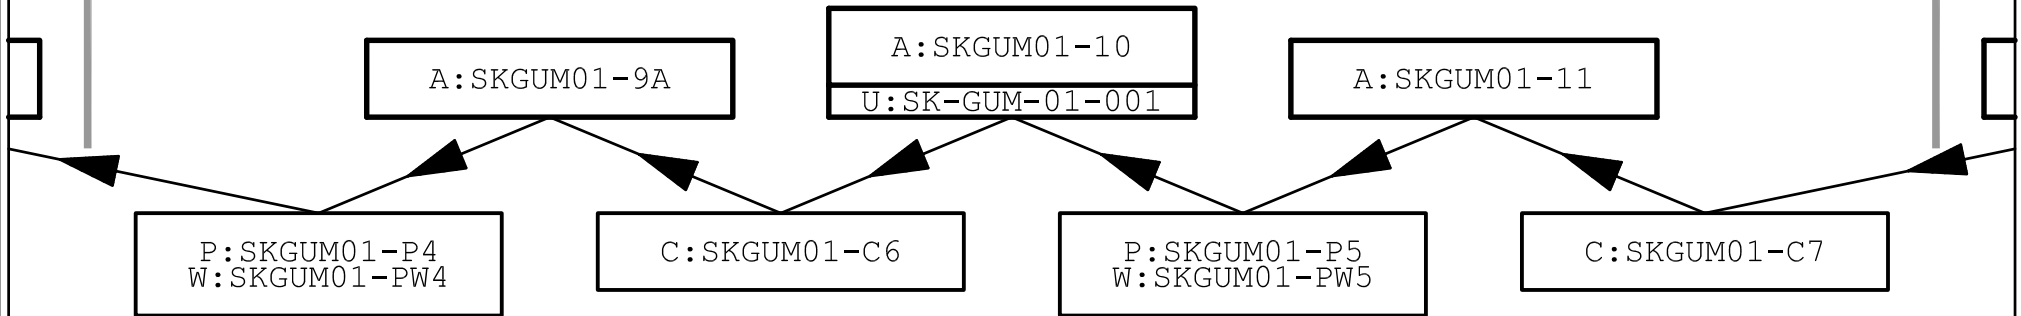 A:SKGUM01-9A
A:SKGUM01-10
U:SK-GUM-01-001
A:SKGUM01-11
P:SKGUM01-P4
W:SKGUM01-PW4
C:SKGUM01-C6
P:SKGUM01-P5
W:SKGUM01-PW5
C:SKGUM01-C7